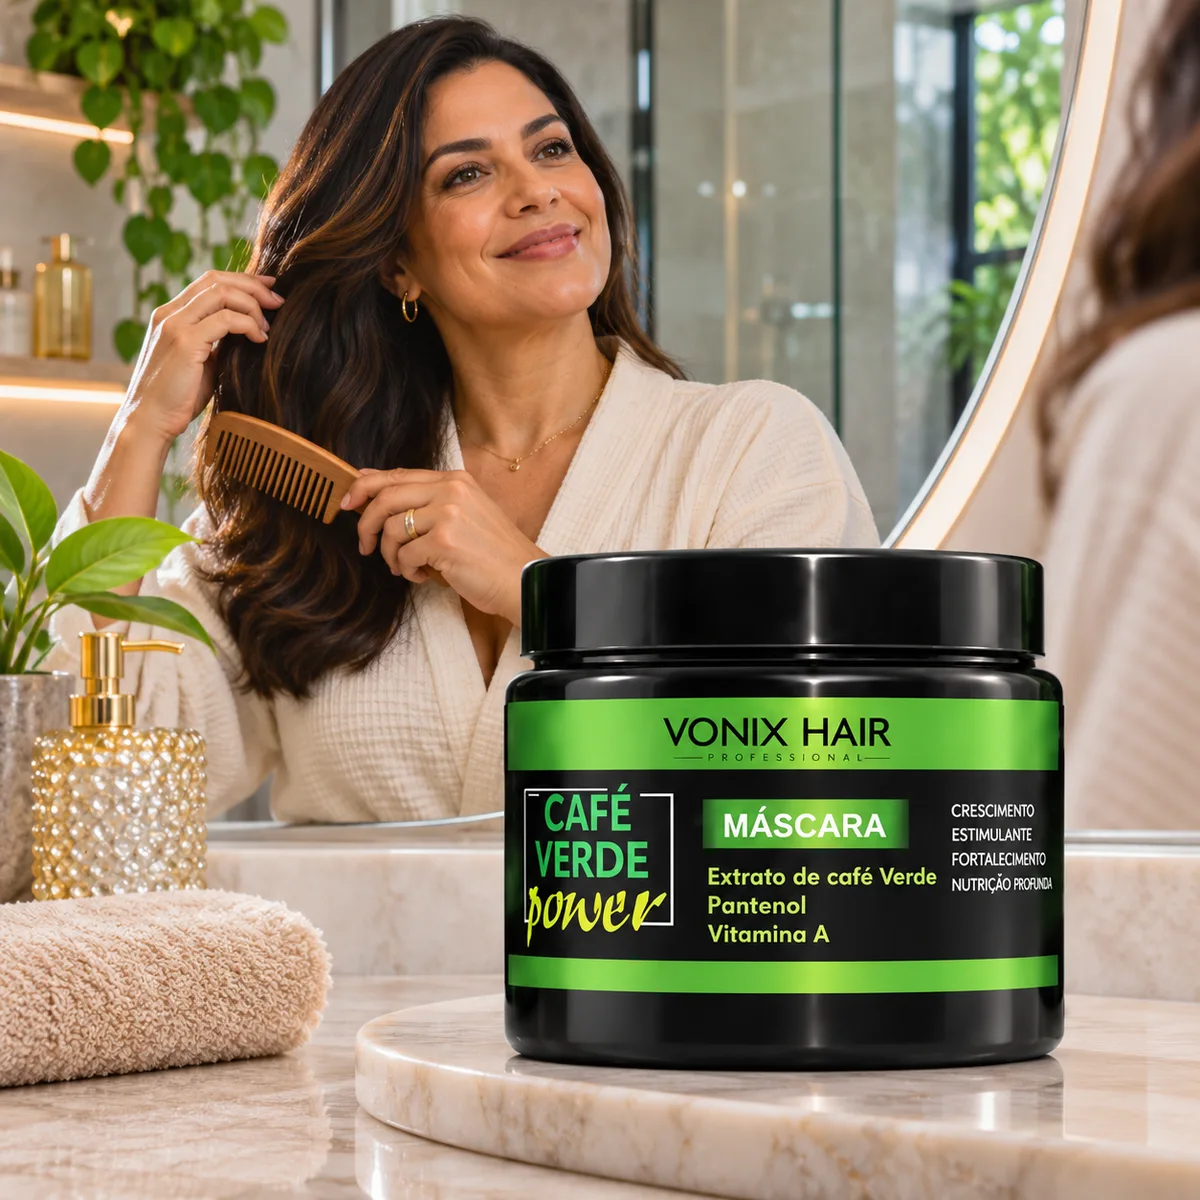 VONIX HAIR
PROFESSIONAL
CAFÉ
VERDE
power
MÁSCARA
Extrato de café Verde
Pantenol
Vitamina A
CRESCIMENTO
ESTIMULANTE
FORTALECIMENTO
NUTRIÇÃO PROFUNDA